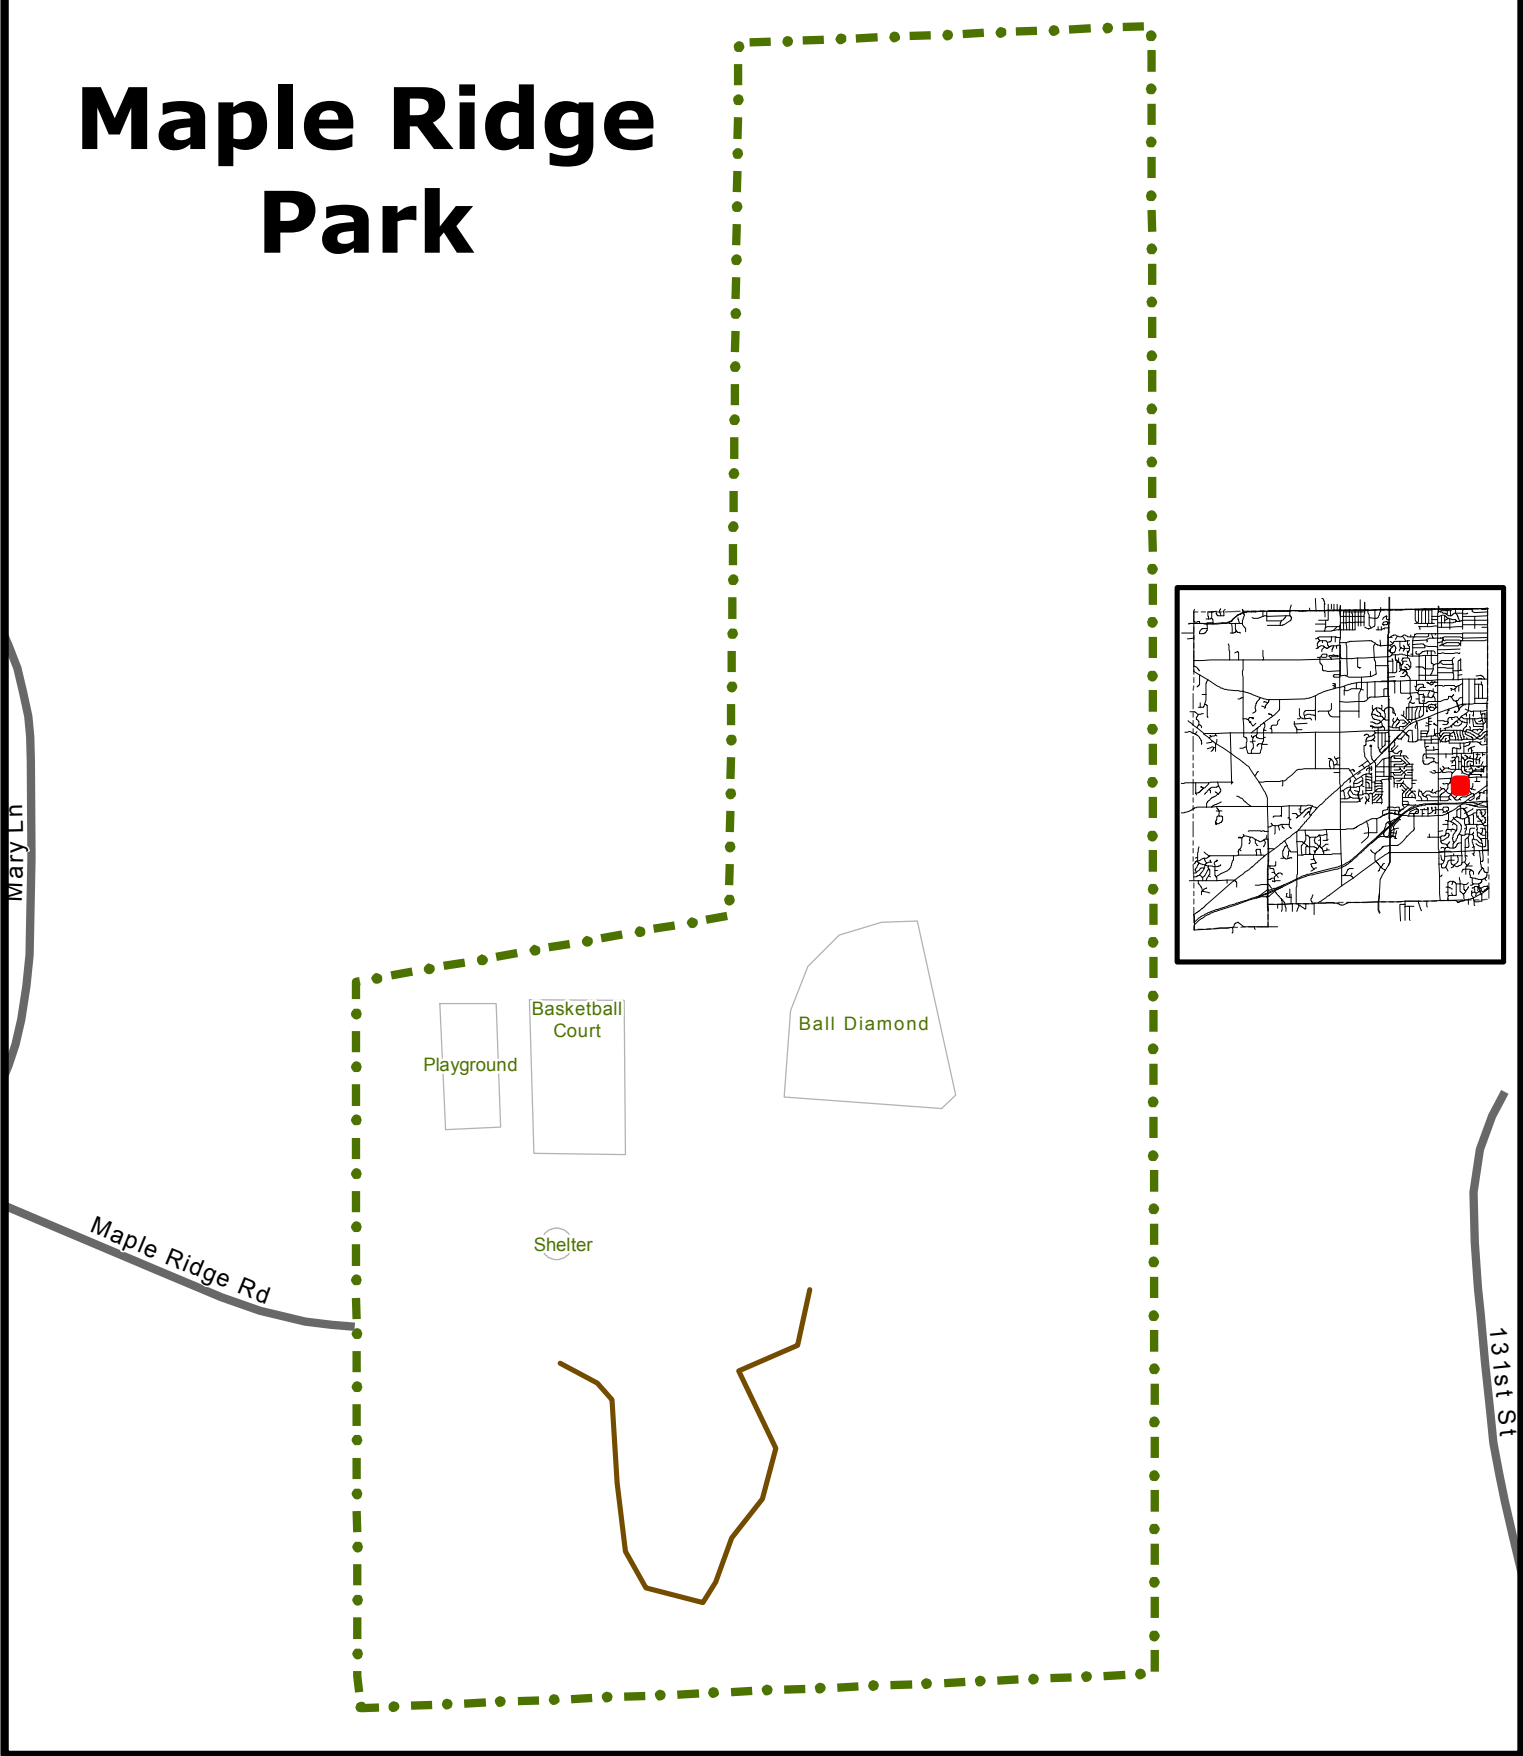 Maple Ridge
Park
Mary Ln
Basketball
Court
Ball Diamond
Playground
Maple Ridge Rd
Shelter
131st St